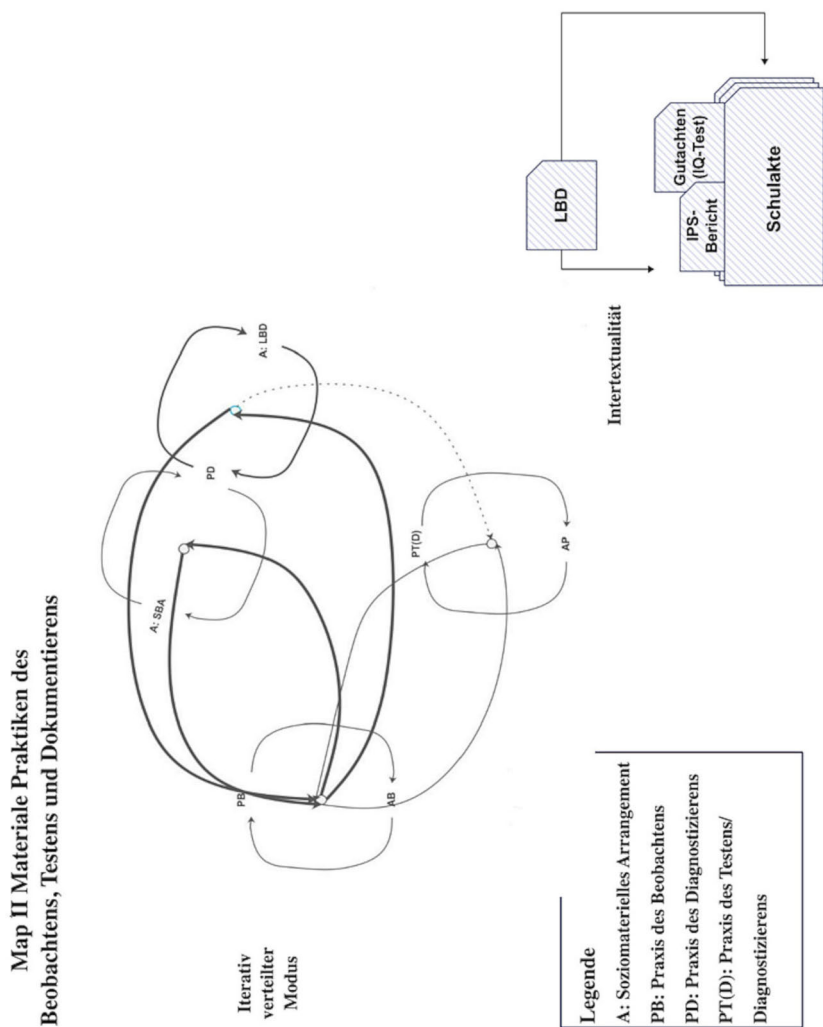 Map II Materiale Praktiken des
Beobachtens, Testens und Dokumentierens
Iterativ
verteilter
Modus
PB
AB
A: SBA
PD
A: LBD
PT(D)
AP
Intertextualität
LBD
IPS-
Bericht
Gutachten
(IQ-Test)
Schulakte
Legende
A: Soziomaterielles Arrangement
PB: Praxis des Beobachtens
PD: Praxis des Diagnostizierens
PT(D): Praxis des Testens/
Diagnostizierens